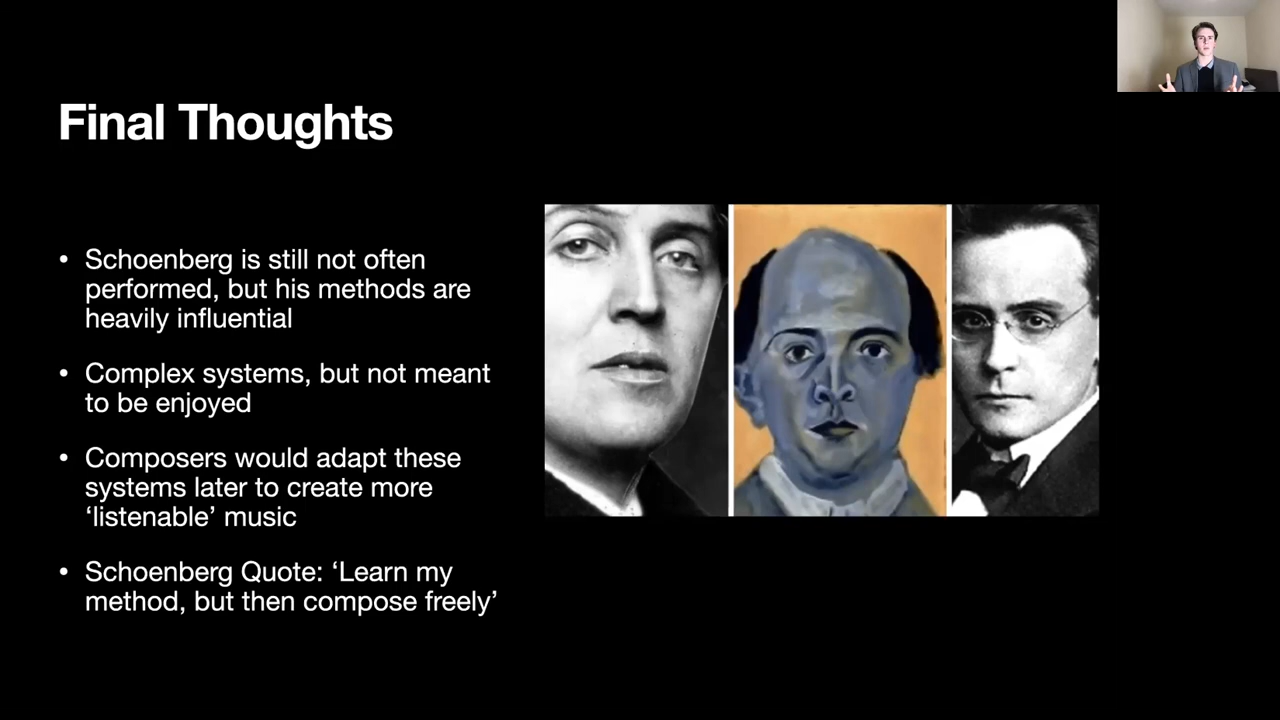 Final Thoughts
• Schoenberg is still not often
performed, but his methods are
heavily influential
• Complex systems, but not meant
to be enjoyed
• Composers would adapt these
systems later to create more
‘listenable’ music
• Schoenberg Quote: ‘Learn my
method, but then compose freely’